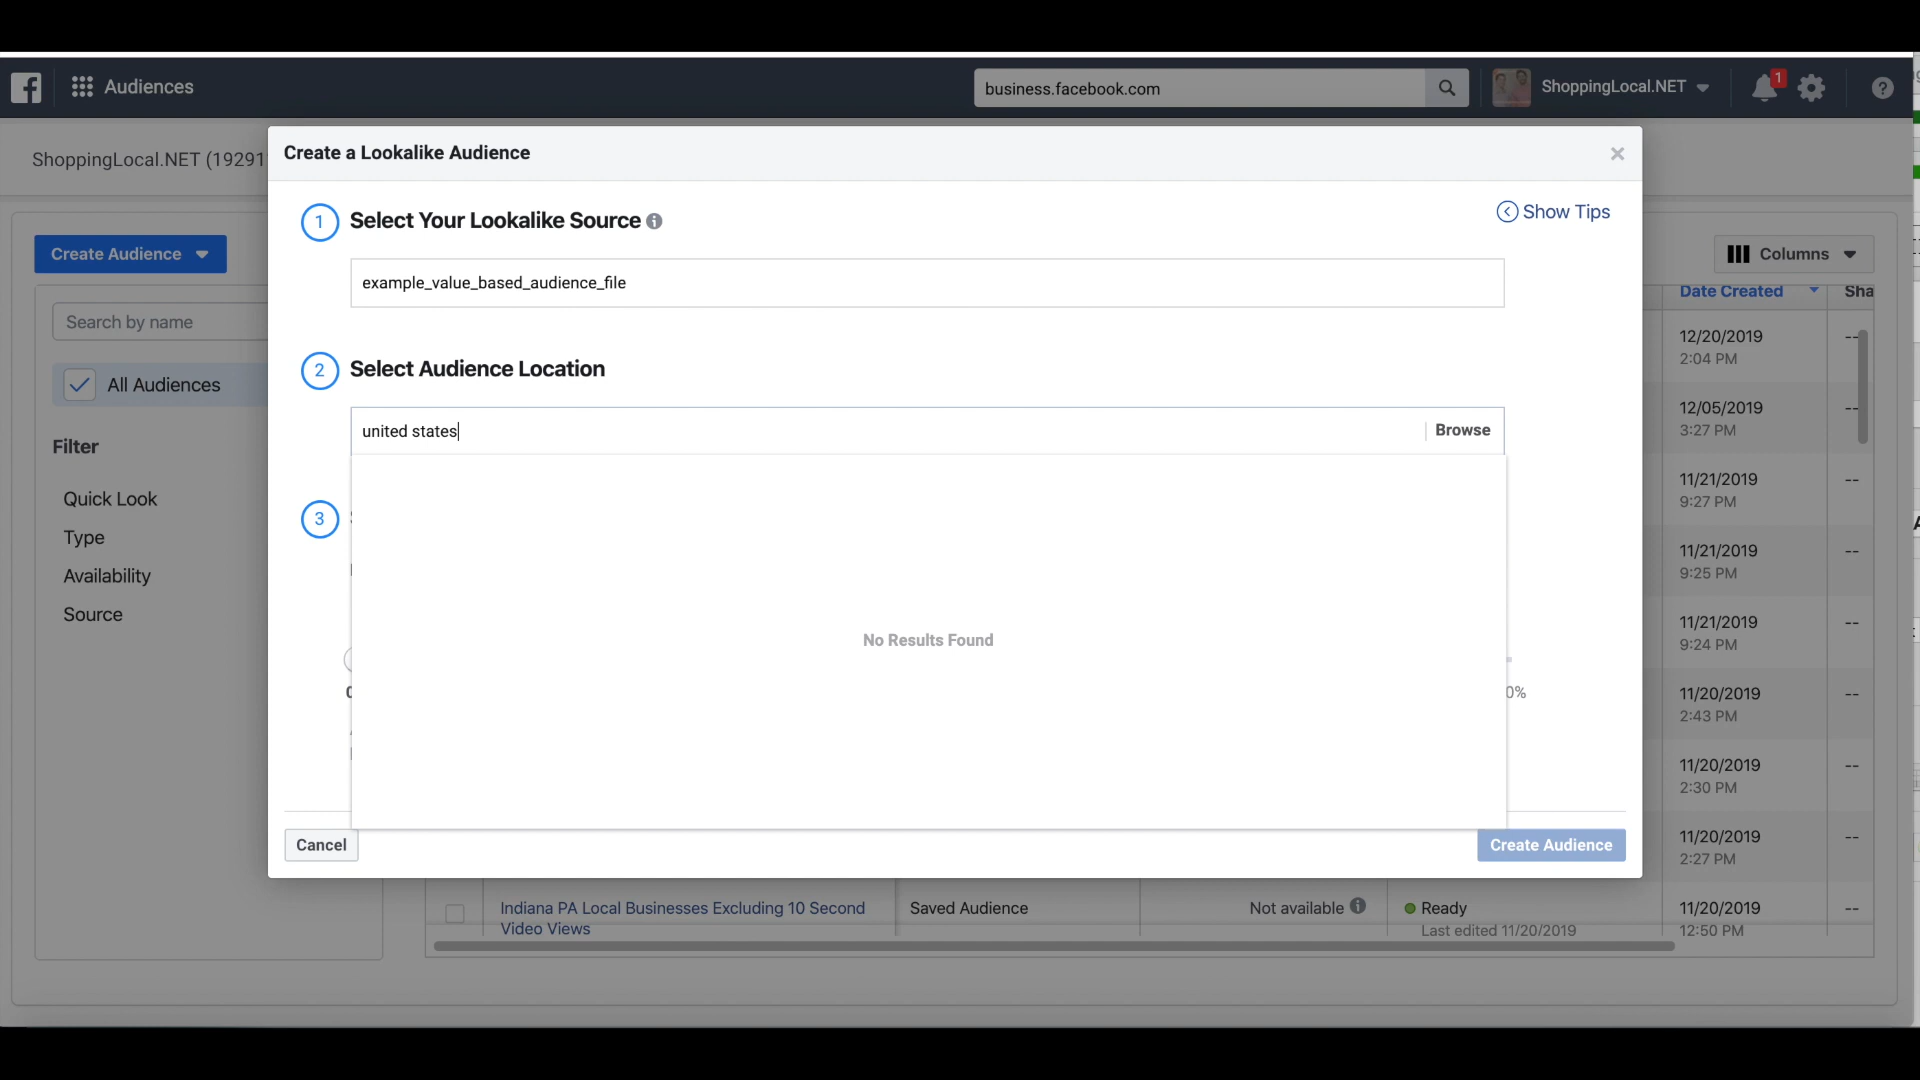 Audiences
business.facebook.com
ShoppingLocal.NET
1
?
ShoppingLocal.NET (19291
Create a Lookalike Audience
1 Select Your Lookalike Source
Show Tips
example_value_based_audience_file
2 Select Audience Location
united states
Browse
No Results Found
3
0%
Cancel
Create Audience
Create Audience
Search by name
All Audiences
Filter
Quick Look
Type
Availability
Source
Columns
Date Created
Sha
12/20/2019
2:04 PM
--
12/05/2019
3:27 PM
--
11/21/2019
9:27 PM
--
11/21/2019
9:25 PM
--
11/21/2019
9:24 PM
--
11/20/2019
2:43 PM
--
11/20/2019
2:30 PM
--
11/20/2019
2:27 PM
--
Indiana PA Local Businesses Excluding 10 Second
Video Views
Saved Audience
Not available
Ready
Last edited 11/20/2019
11/20/2019
12:50 PM
--